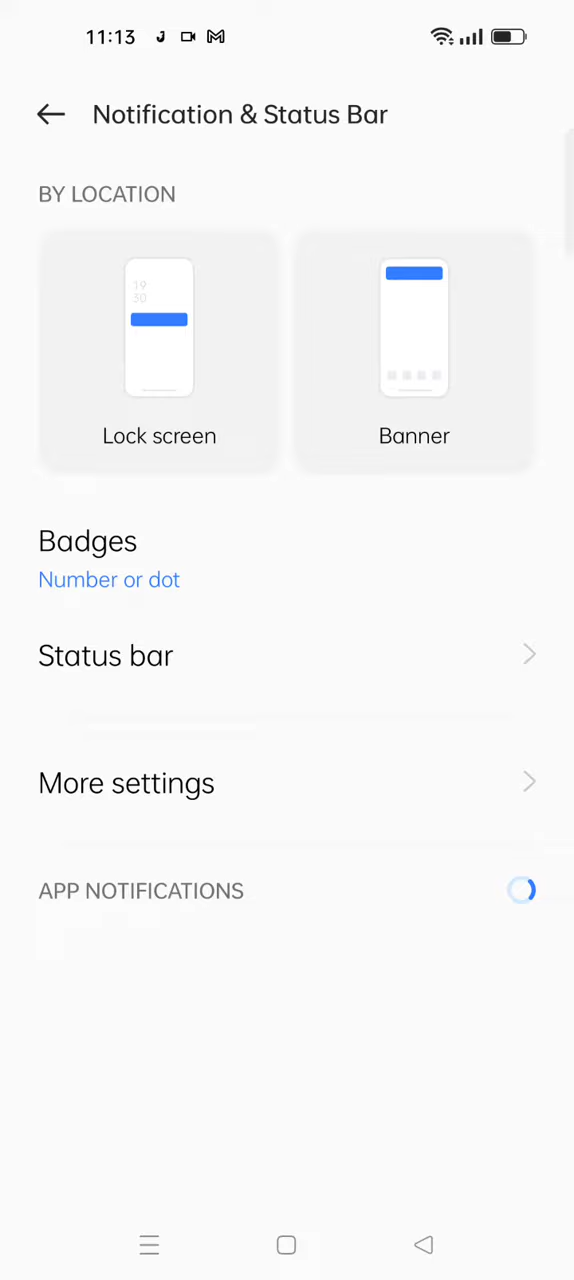 11:13
Notification & Status Bar
BY LOCATION
19
30
Lock screen
Banner
Badges
Number or dot
Status bar
More settings
APP NOTIFICATIONS